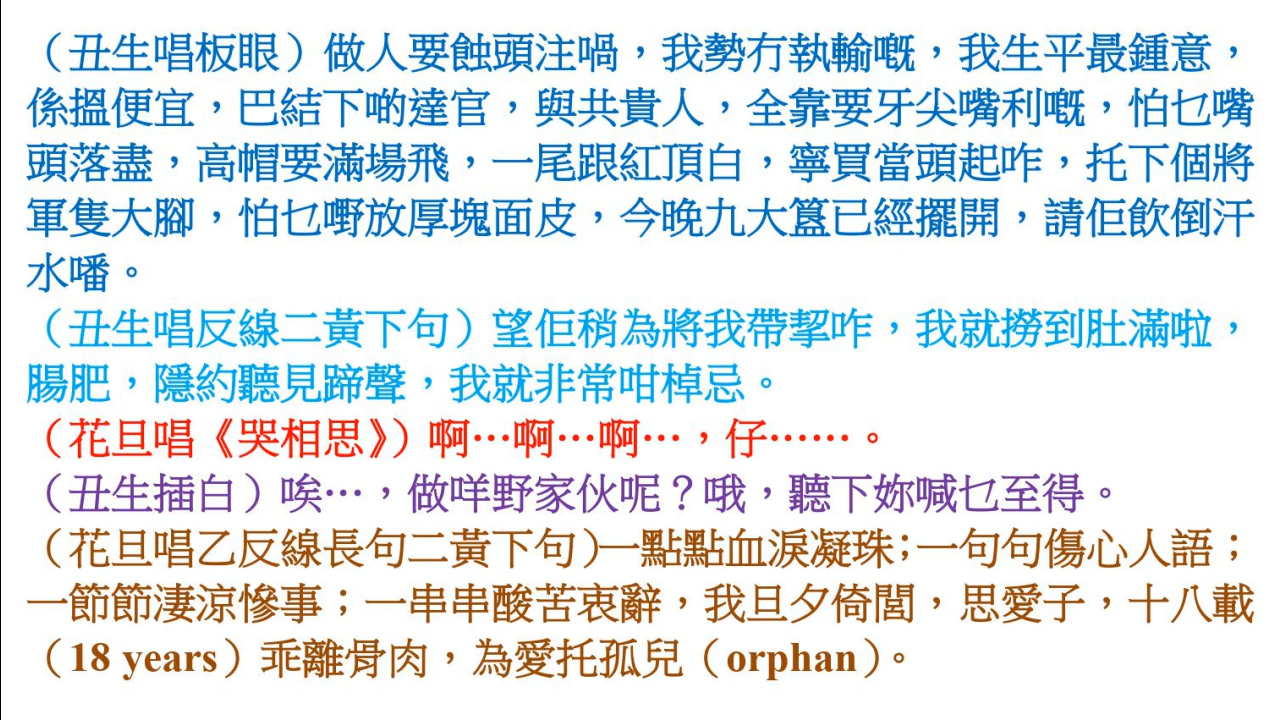 （丑生唱板眼）做人要蝕頭注喎，我勢冇執輸嘅，我生平最鍾意，
係搵便宜，巴結下啲達官，與共貴人，全靠要牙尖嘴利嘅，怕乜嘴
頭落盡，高帽要滿場飛，一尾跟紅頂白，寧買當頭起咋，托下個將
軍隻大腳，怕乜嘢放厚塊面皮，今晚九大簋已經擺開，請佢飲倒汗
水噃。
（丑生唱反線二黃下句）望佢稍為將我帶挈咋，我就撈到肚滿啦，
腸肥，隱約聽見蹄聲，我就非常咁棹忌。
（花旦唱《哭相思》）啊…啊…啊…，仔……。
（丑生插白）唉…，做咩野家伙呢？哦，聽下妳喊乜至得。
（花旦唱乙反線長句二黃下句）一點點血淚凝珠;一句句傷心人語；
一節節淒涼慘事；一串串酸苦衷辭，我旦夕倚閭，思愛子，十八載
（18 years）乖離骨肉，為愛托孤兒（orphan）。